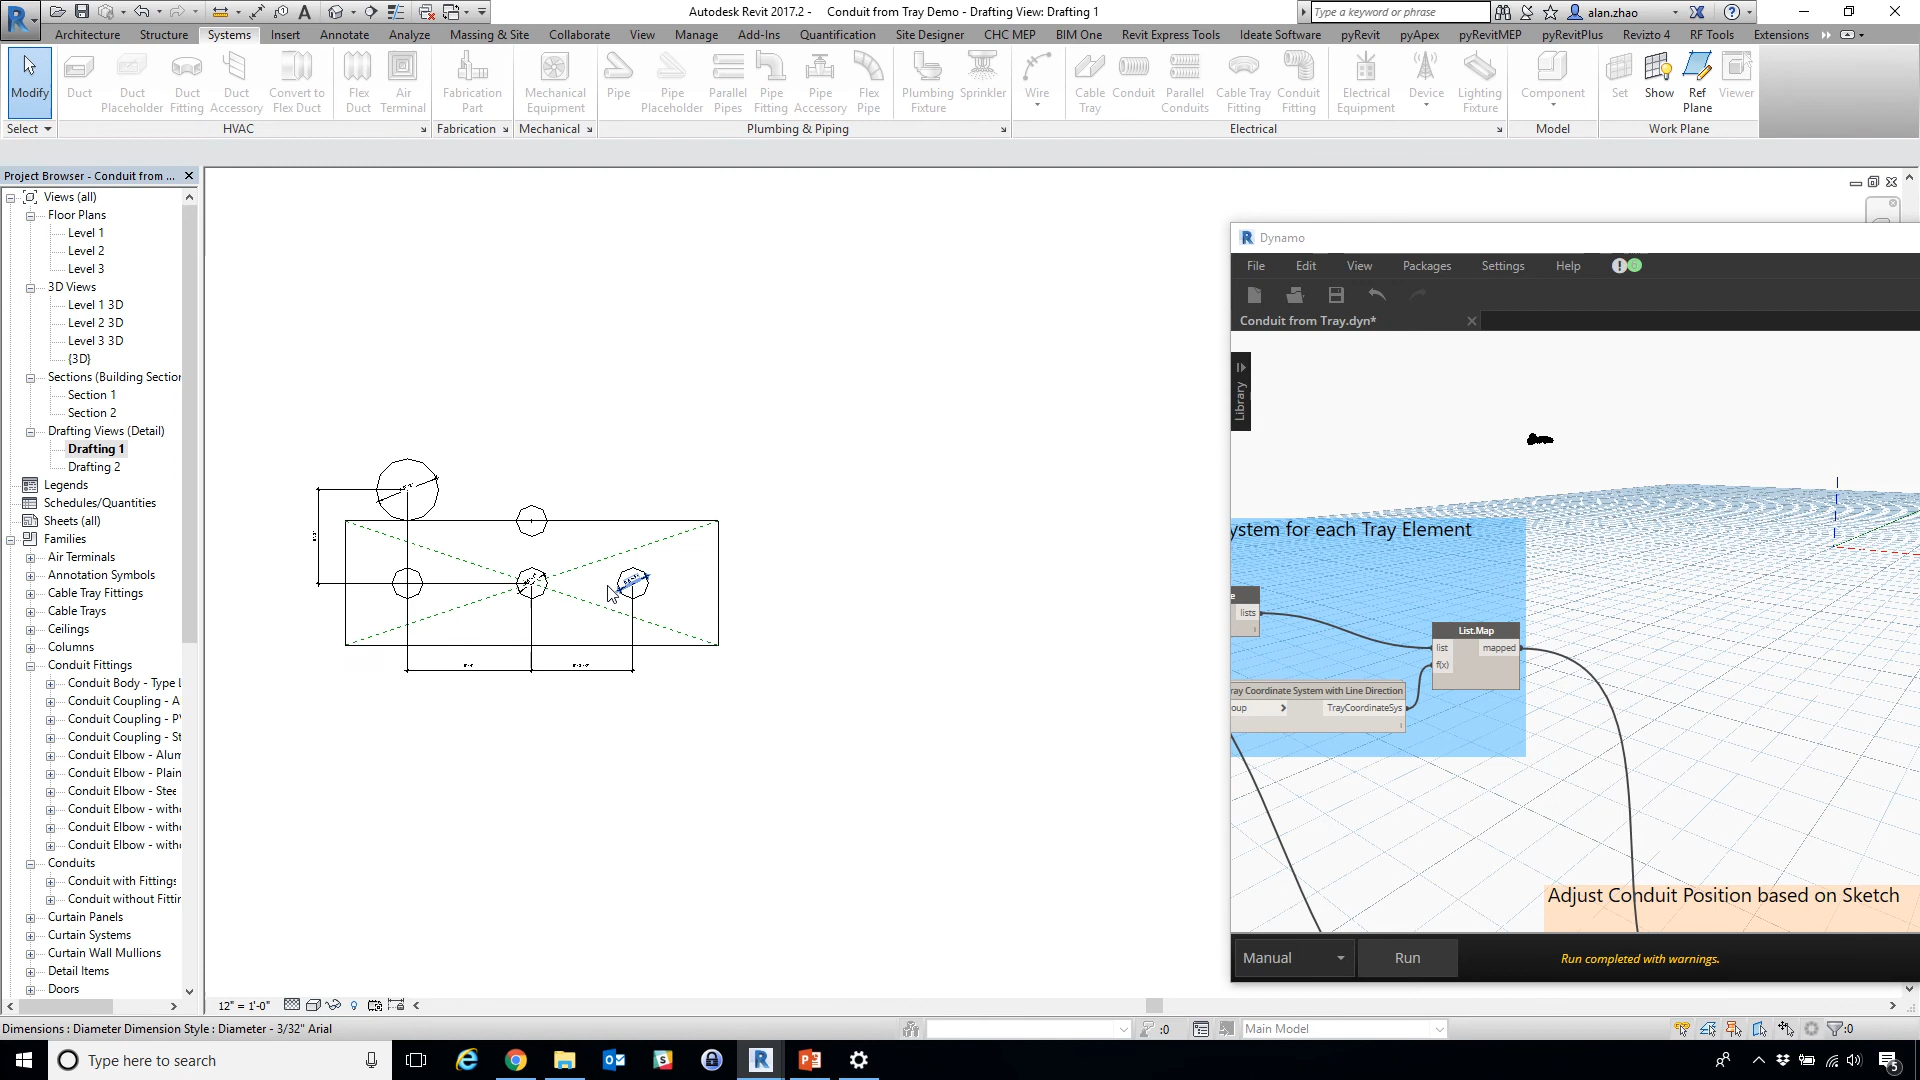 Autodesk Revit 2017.2 -     Conduit from Tray Demo - Drafting View: Drafting 1
Type a keyword or phrase
alan.zhao
Architecture Structure Systems Insert Annotate Analyze Massing & Site Collaborate View Manage Add-Ins Quantification Site Designer CHC MEP BIM One Revit Express Tools Ideate Software pyRevit pyApex pyRevitMEP pyRevitPlus Revizto 4 RF Tools Extensions
Modify
Duct
Duct Placeholder
Duct Fitting
Duct Accessory
Convert to Flex Duct
Flex Duct
Air Terminal
Fabrication Part
Mechanical Equipment
Pipe
Pipe Placeholder
Parallel Pipes
Pipe Fitting
Pipe Accessory
Flex Pipe
Plumbing Fixture
Sprinkler
Wire
Cable Tray
Conduit
Parallel Conduits
Cable Tray Fitting
Conduit Fitting
Electrical Equipment
Device
Lighting Fixture
Component
Set
Show
Ref Plane
Viewer
Select HVAC Fabrication Mechanical Plumbing & Piping Electrical Model Work Plane
Project Browser - Conduit from ...
Views (all)
Floor Plans
Level 1
Level 2
Level 3
3D Views
Level 1 3D
Level 2 3D
Level 3 3D
{3D}
Sections (Building Section
Section 1
Section 2
Drafting Views (Detail)
Drafting 1
Drafting 2
Legends
Schedules/Quantities
Sheets (all)
Families
Air Terminals
Annotation Symbols
Cable Tray Fittings
Cable Trays
Ceilings
Columns
Conduit Fittings
Conduit Body - Type L
Conduit Coupling - A
Conduit Coupling - PV
Conduit Coupling - St
Conduit Elbow - Alum
Conduit Elbow - Plain
Conduit Elbow - Stee
Conduit Elbow - witho
Conduit Elbow - witho
Conduit Elbow - witho
Conduits
Conduit with Fittings
Conduit without Fittin
Curtain Panels
Curtain Systems
Curtain Wall Mullions
Detail Items
Doors
Dynamo
File Edit View Packages Settings Help
Conduit from Tray.dyn*
Library
ystem for each Tray Element
e
lists
l
List.Map
list
mapped
f(x)
ray Coordinate System with Line Direction
oup > TrayCoordinateSys
l
Adjust Conduit Position based on Sketch
Manual
Run
Run completed with warnings.
12" = 1'-0"
Dimensions : Diameter Dimension Style : Diameter - 3/32" Arial
:0
Main Model
:0
Type here to search
5